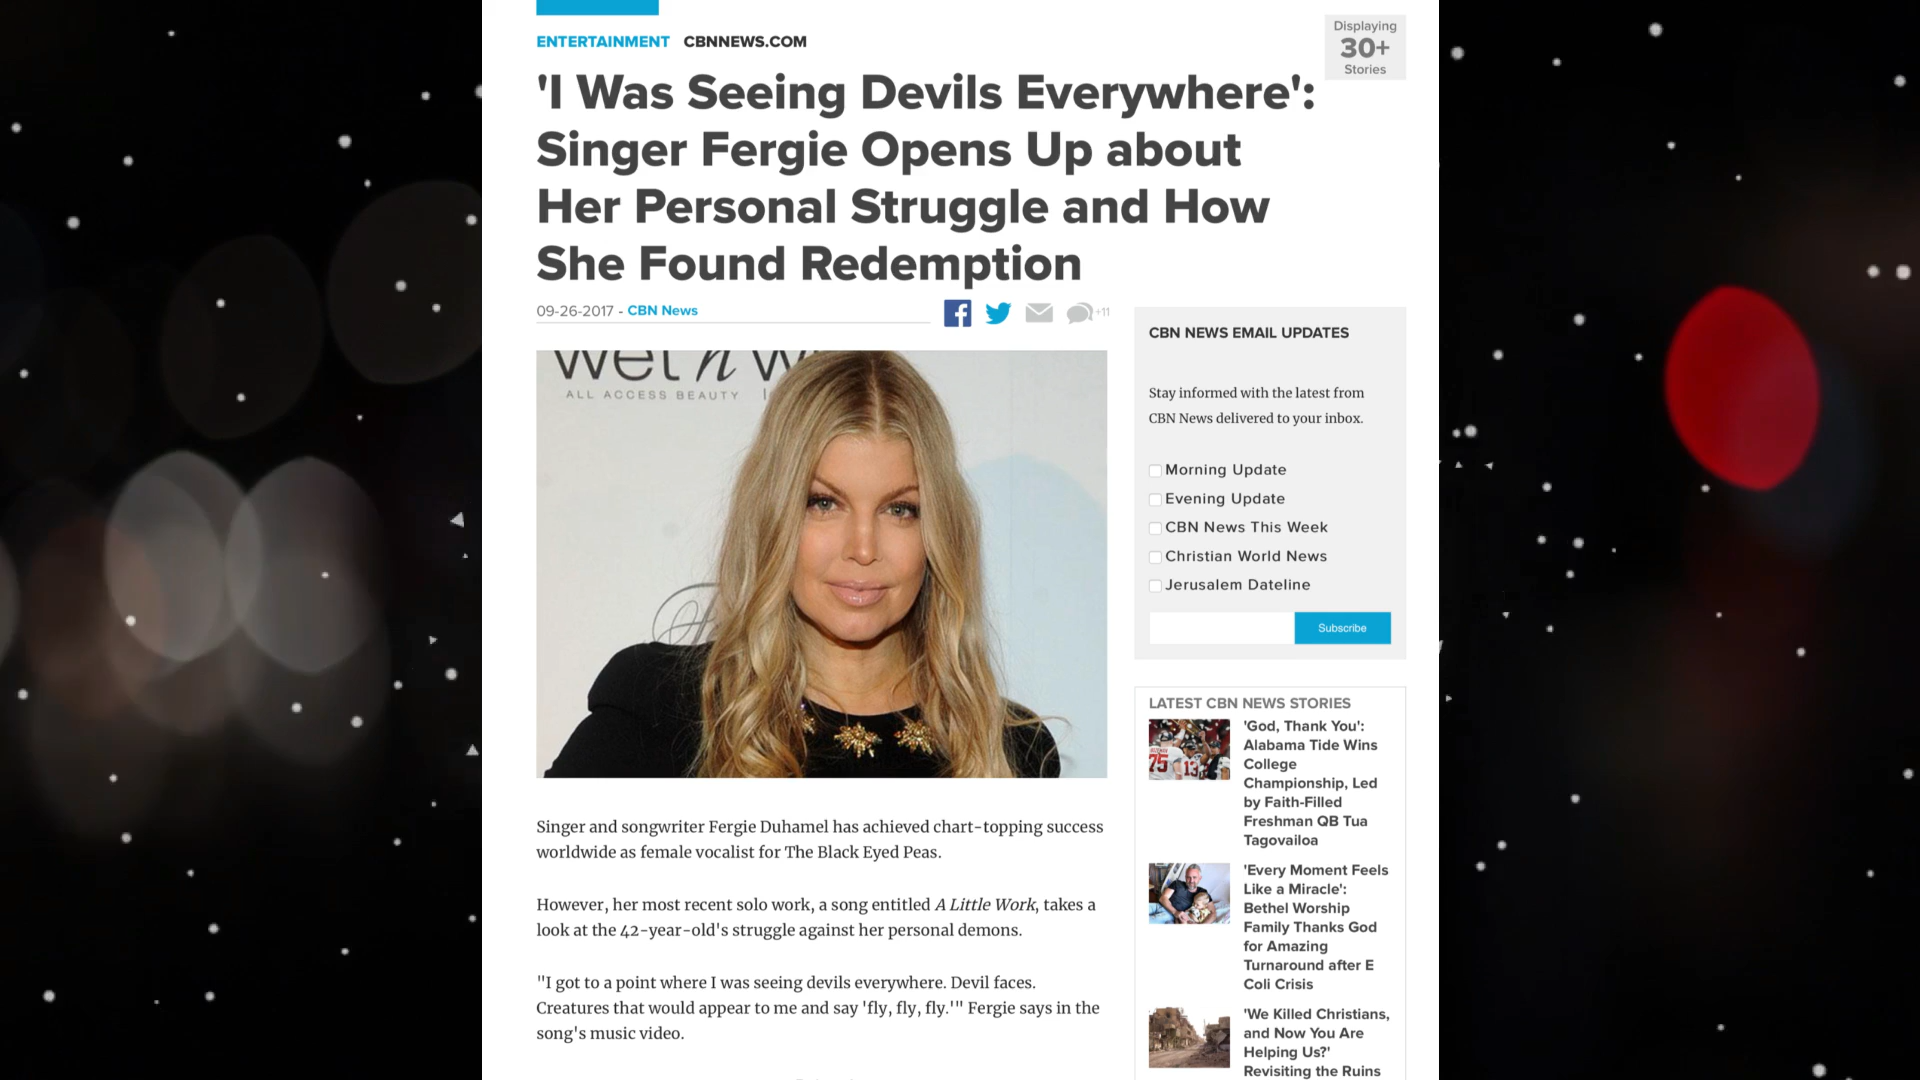 Displaying
30+
Stories
ENTERTAINMENT CBNNEWS.COM
'I Was Seeing Devils Everywhere':
Singer Fergie Opens Up about
Her Personal Struggle and How
She Found Redemption
09-26-2017 - CBN News
+11
ALL ACCESS BEAUTY
Singer and songwriter Fergie Duhamel has achieved chart-topping success
worldwide as female vocalist for The Black Eyed Peas.
However, her most recent solo work, a song entitled A Little Work, takes a
look at the 42-year-old's struggle against her personal demons.
"I got to a point where I was seeing devils everywhere. Devil faces.
Creatures that would appear to me and say 'fly, fly, fly.'" Fergie says in the
song's music video.
CBN NEWS EMAIL UPDATES
Stay informed with the latest from
CBN News delivered to your inbox.
Morning Update
Evening Update
CBN News This Week
Christian World News
Jerusalem Dateline
Subscribe
LATEST CBN NEWS STORIES
75
13
'God, Thank You':
Alabama Tide Wins
College
Championship, Led
by Faith-Filled
Freshman QB Tua
Tagovailoa
'Every Moment Feels
Like a Miracle':
Bethel Worship
Family Thanks God
for Amazing
Turnaround after E
Coli Crisis
'We Killed Christians,
and Now You Are
Helping Us?'
Revisiting the Ruins